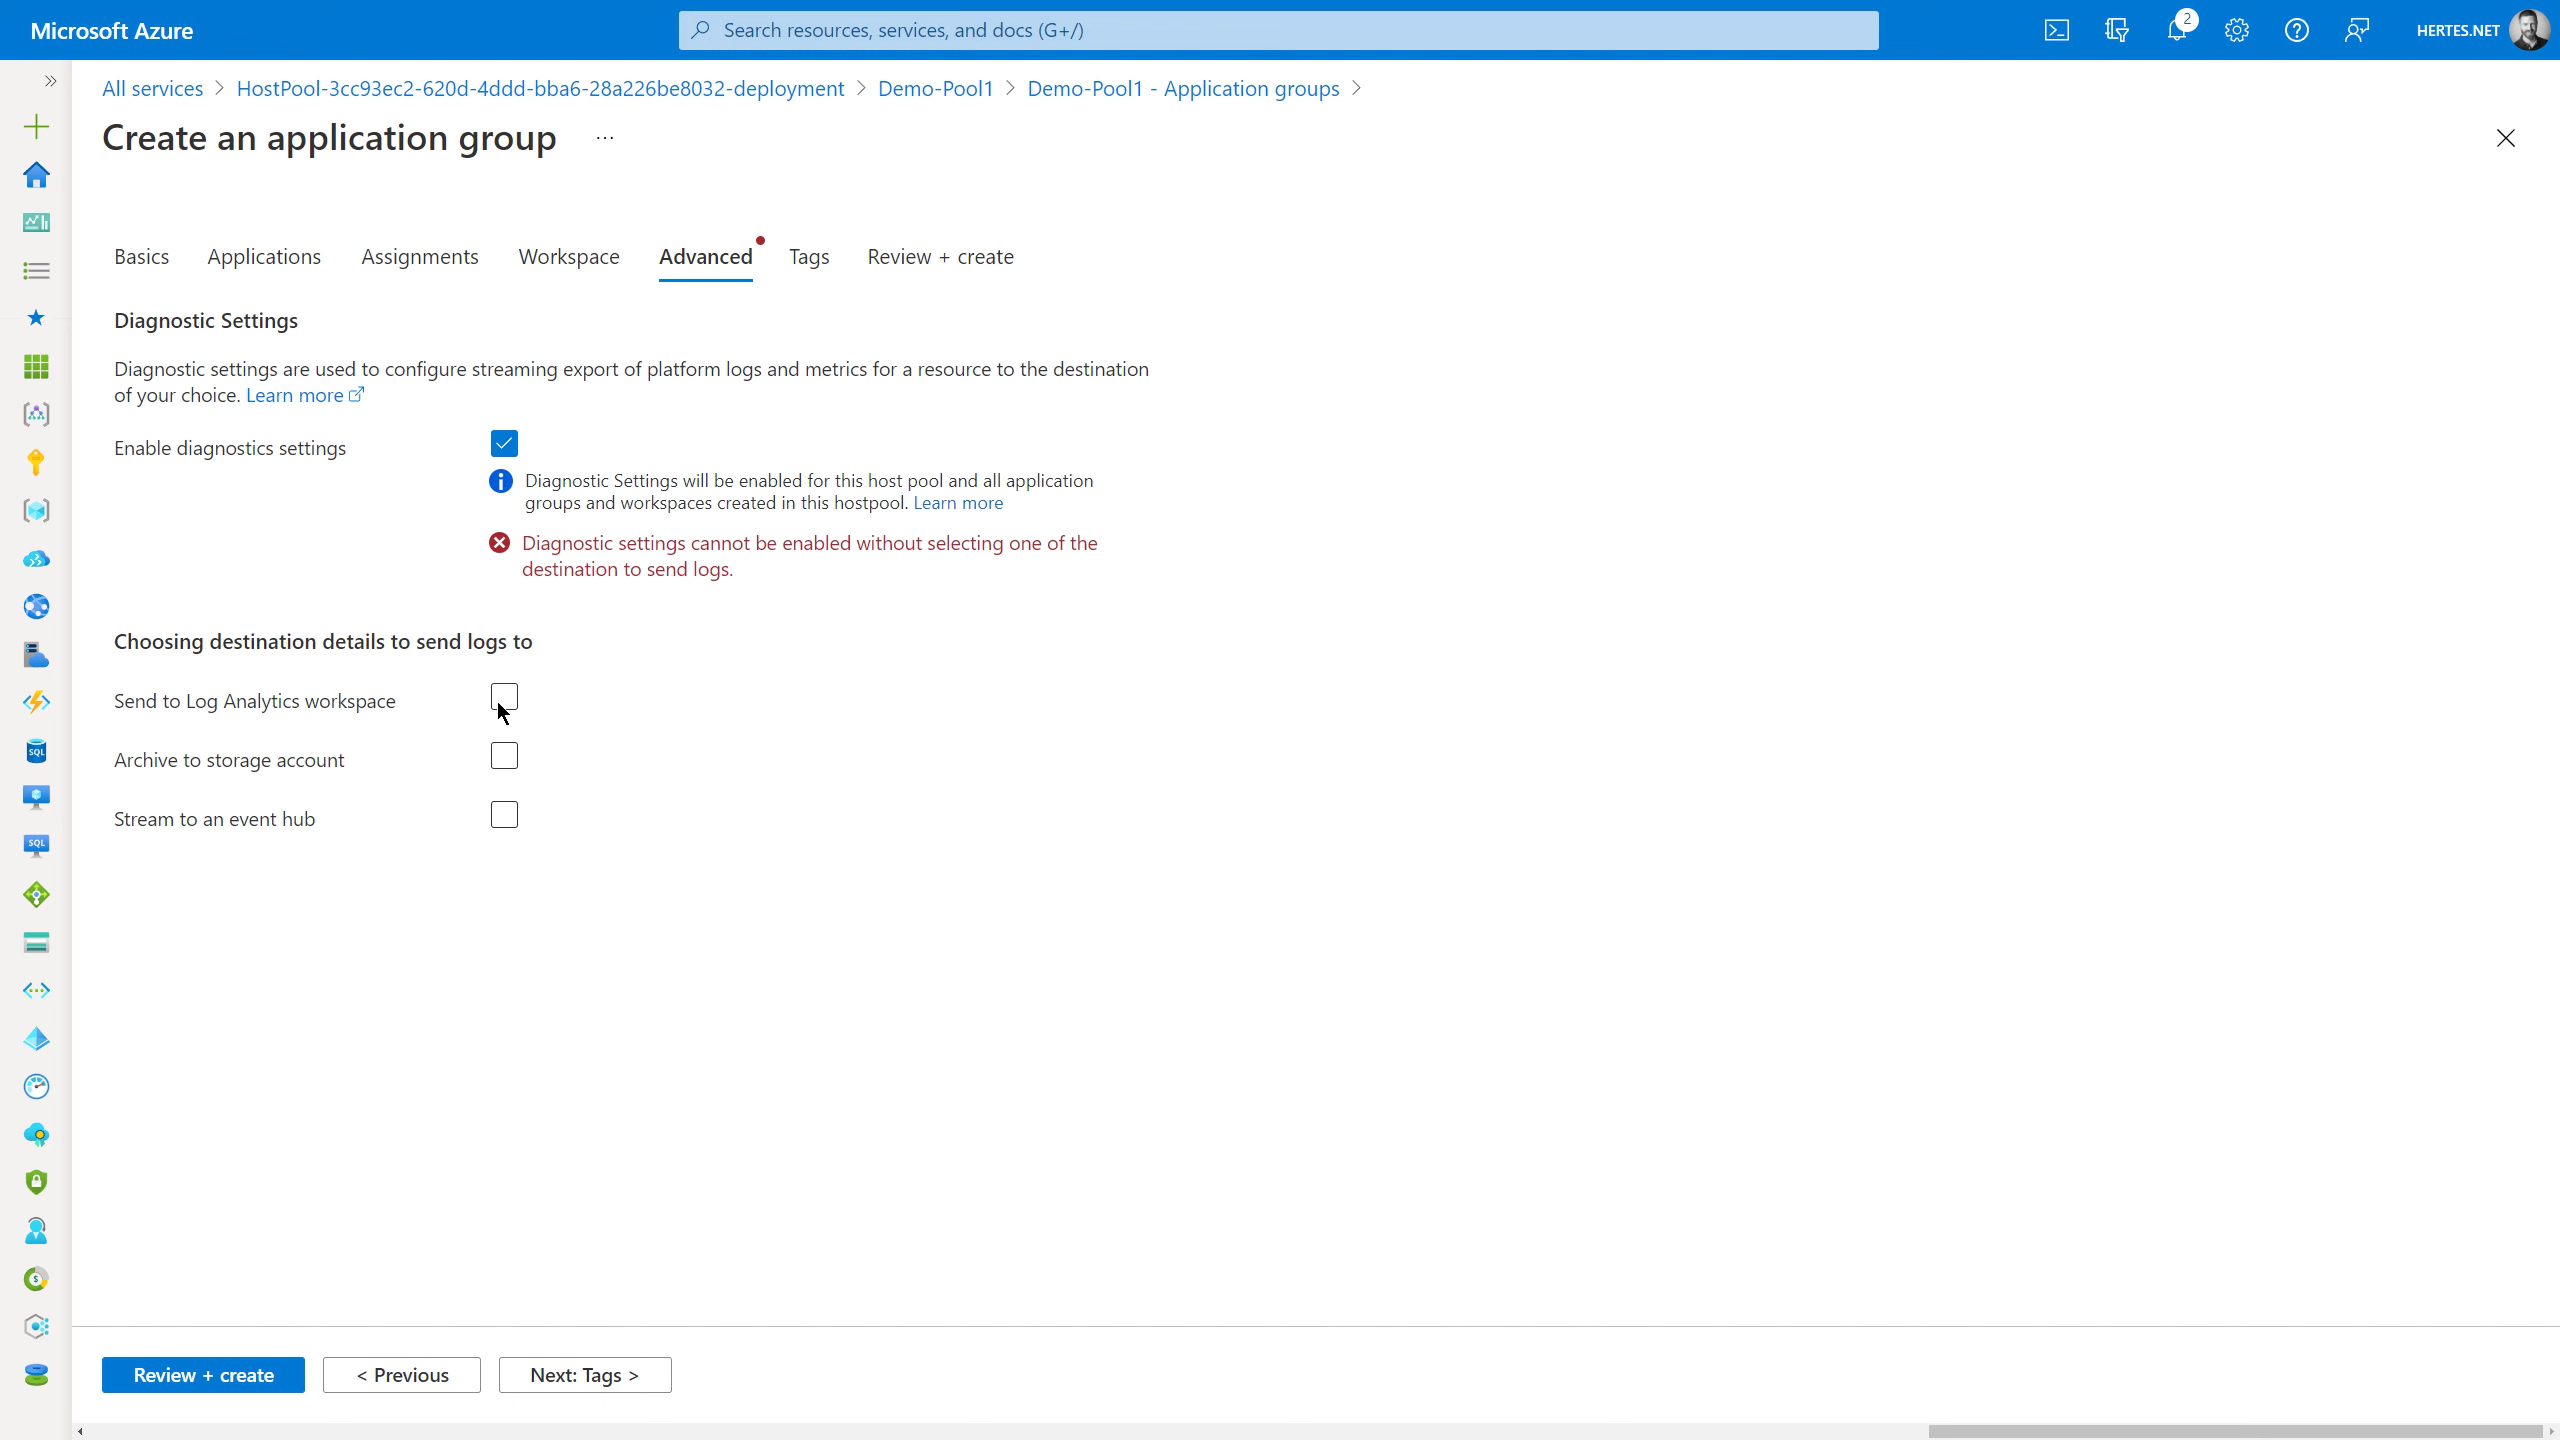 Microsoft Azure
Search resources, services, and docs (G+/)
2
HERTES.NET
All services > HostPool-3cc93ec2-620d-4ddd-bba6-28a226be8032-deployment > Demo-Pool1 > Demo-Pool1 - Application groups >
Create an application group ...
Basics Applications Assignments Workspace Advanced Tags Review + create
Diagnostic Settings
Diagnostic settings are used to configure streaming export of platform logs and metrics for a resource to the destination
of your choice. Learn more
Enable diagnostics settings
Diagnostic Settings will be enabled for this host pool and all application
groups and workspaces created in this hostpool. Learn more
Diagnostic settings cannot be enabled without selecting one of the
destination to send logs.
Choosing destination details to send logs to
Send to Log Analytics workspace
Archive to storage account
Stream to an event hub
SQL
SQL
Review + create < Previous Next: Tags >